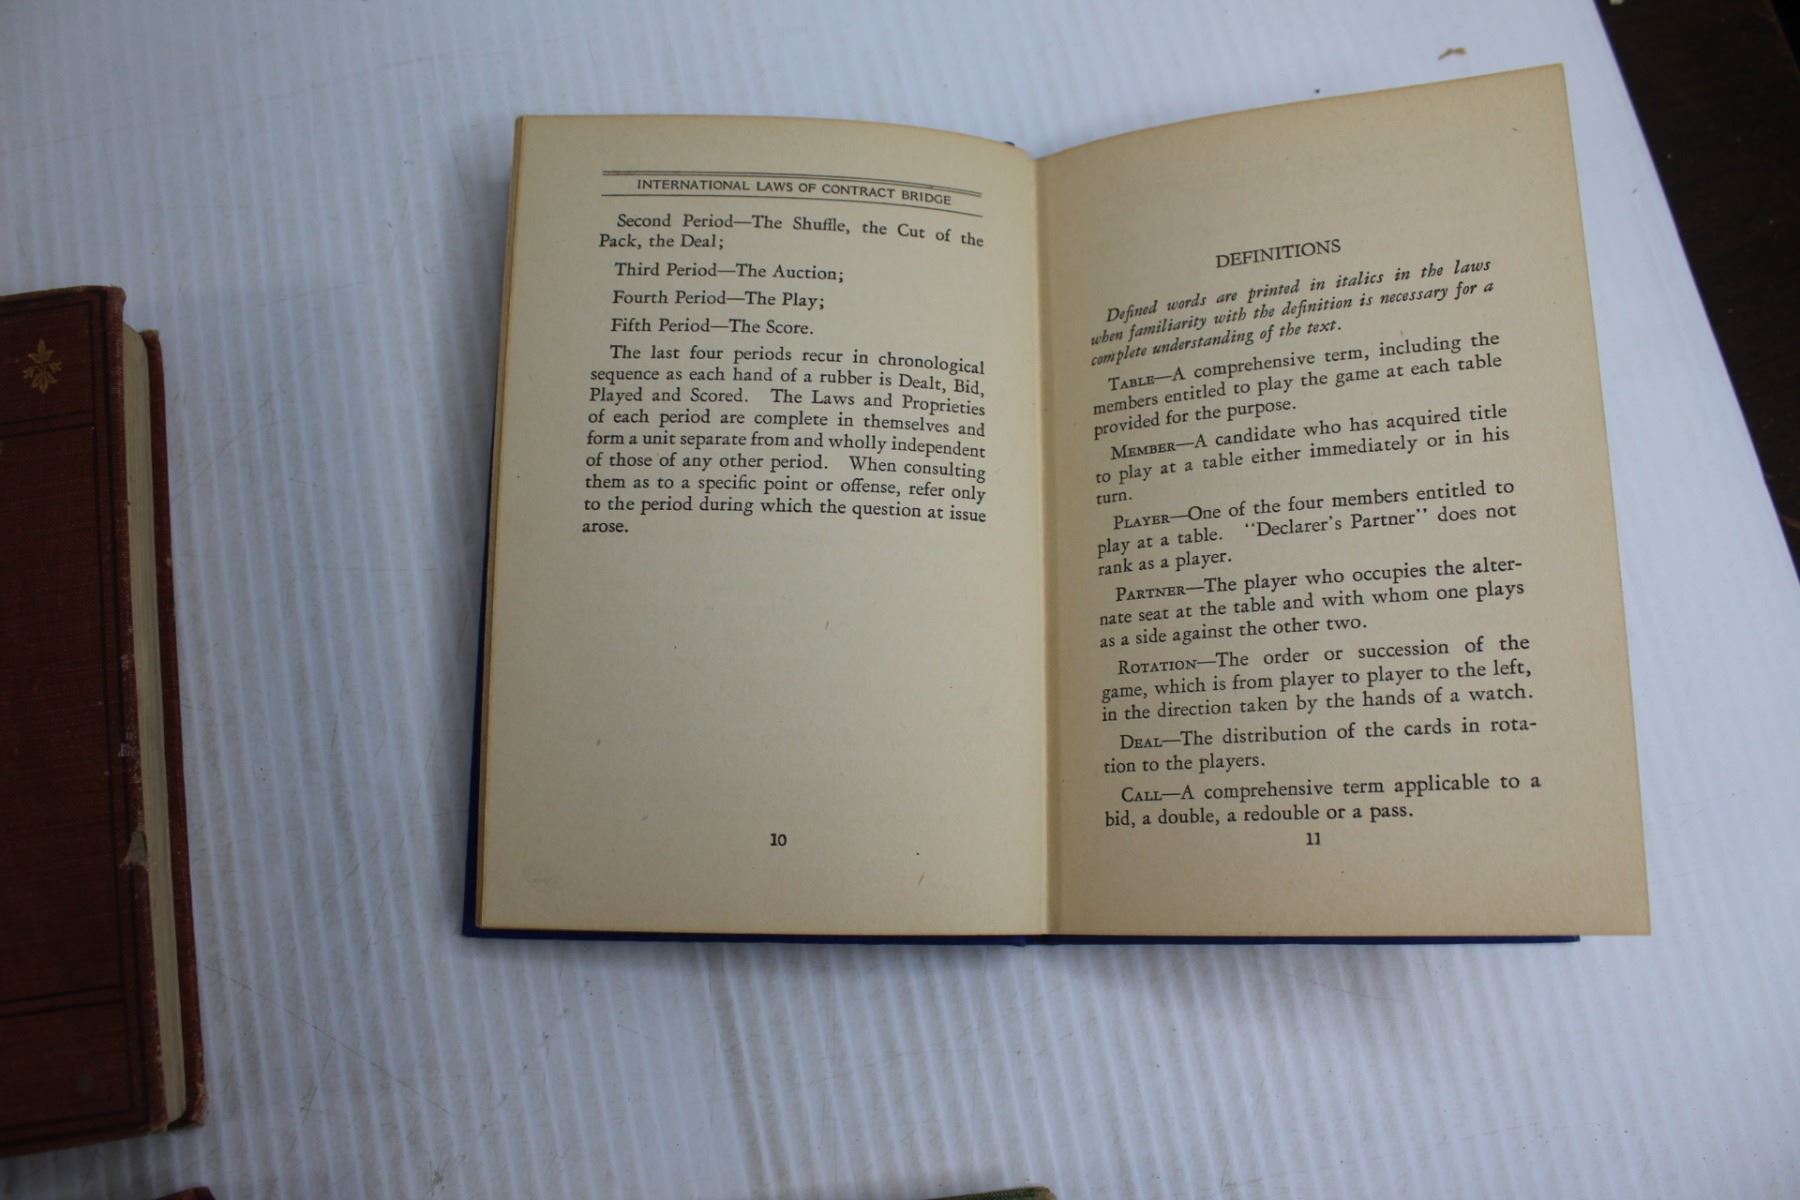 INTERNATIONAL LAWS OF CONTRACT BRIDGE
Second Period—The Shuffle, the Cut of the
Pack, the Deal;
Third Period—The Auction;
Fourth Period—The Play;
Fifth Period—The Score.
The last four periods recur in chronological
sequence as each hand of a rubber is Dealt, Bid,
Played and Scored. The Laws and Proprieties
of each period are complete in themselves and
form a unit separate from and wholly independent
of those of any other period. When consulting
them as to a specific point or offense, refer only
to the period during which the question at issue
arose.
10
DEFINITIONS
Defined words are printed in italics in the laws
when familiarity with the definition is necessary for a
complete understanding of the text.
TABLE—A comprehensive term, including the
members entitled to play the game at each table
provided for the purpose.
MEMBER—A candidate who has acquired title
to play at a table either immediately or in his
turn.
PLAYER—One of the four members entitled to
play at a table. "Declarer's Partner" does not
rank as a player.
PARTNER—The player who occupies the alter-
nate seat at the table and with whom one plays
as a side against the other two.
ROTATION—The order or succession of the
game, which is from player to player to the left,
in the direction taken by the hands of a watch.
DEAL—The distribution of the cards in rota-
tion to the players.
CALL—A comprehensive term applicable to a
bid, a double, a redouble or a pass.
11